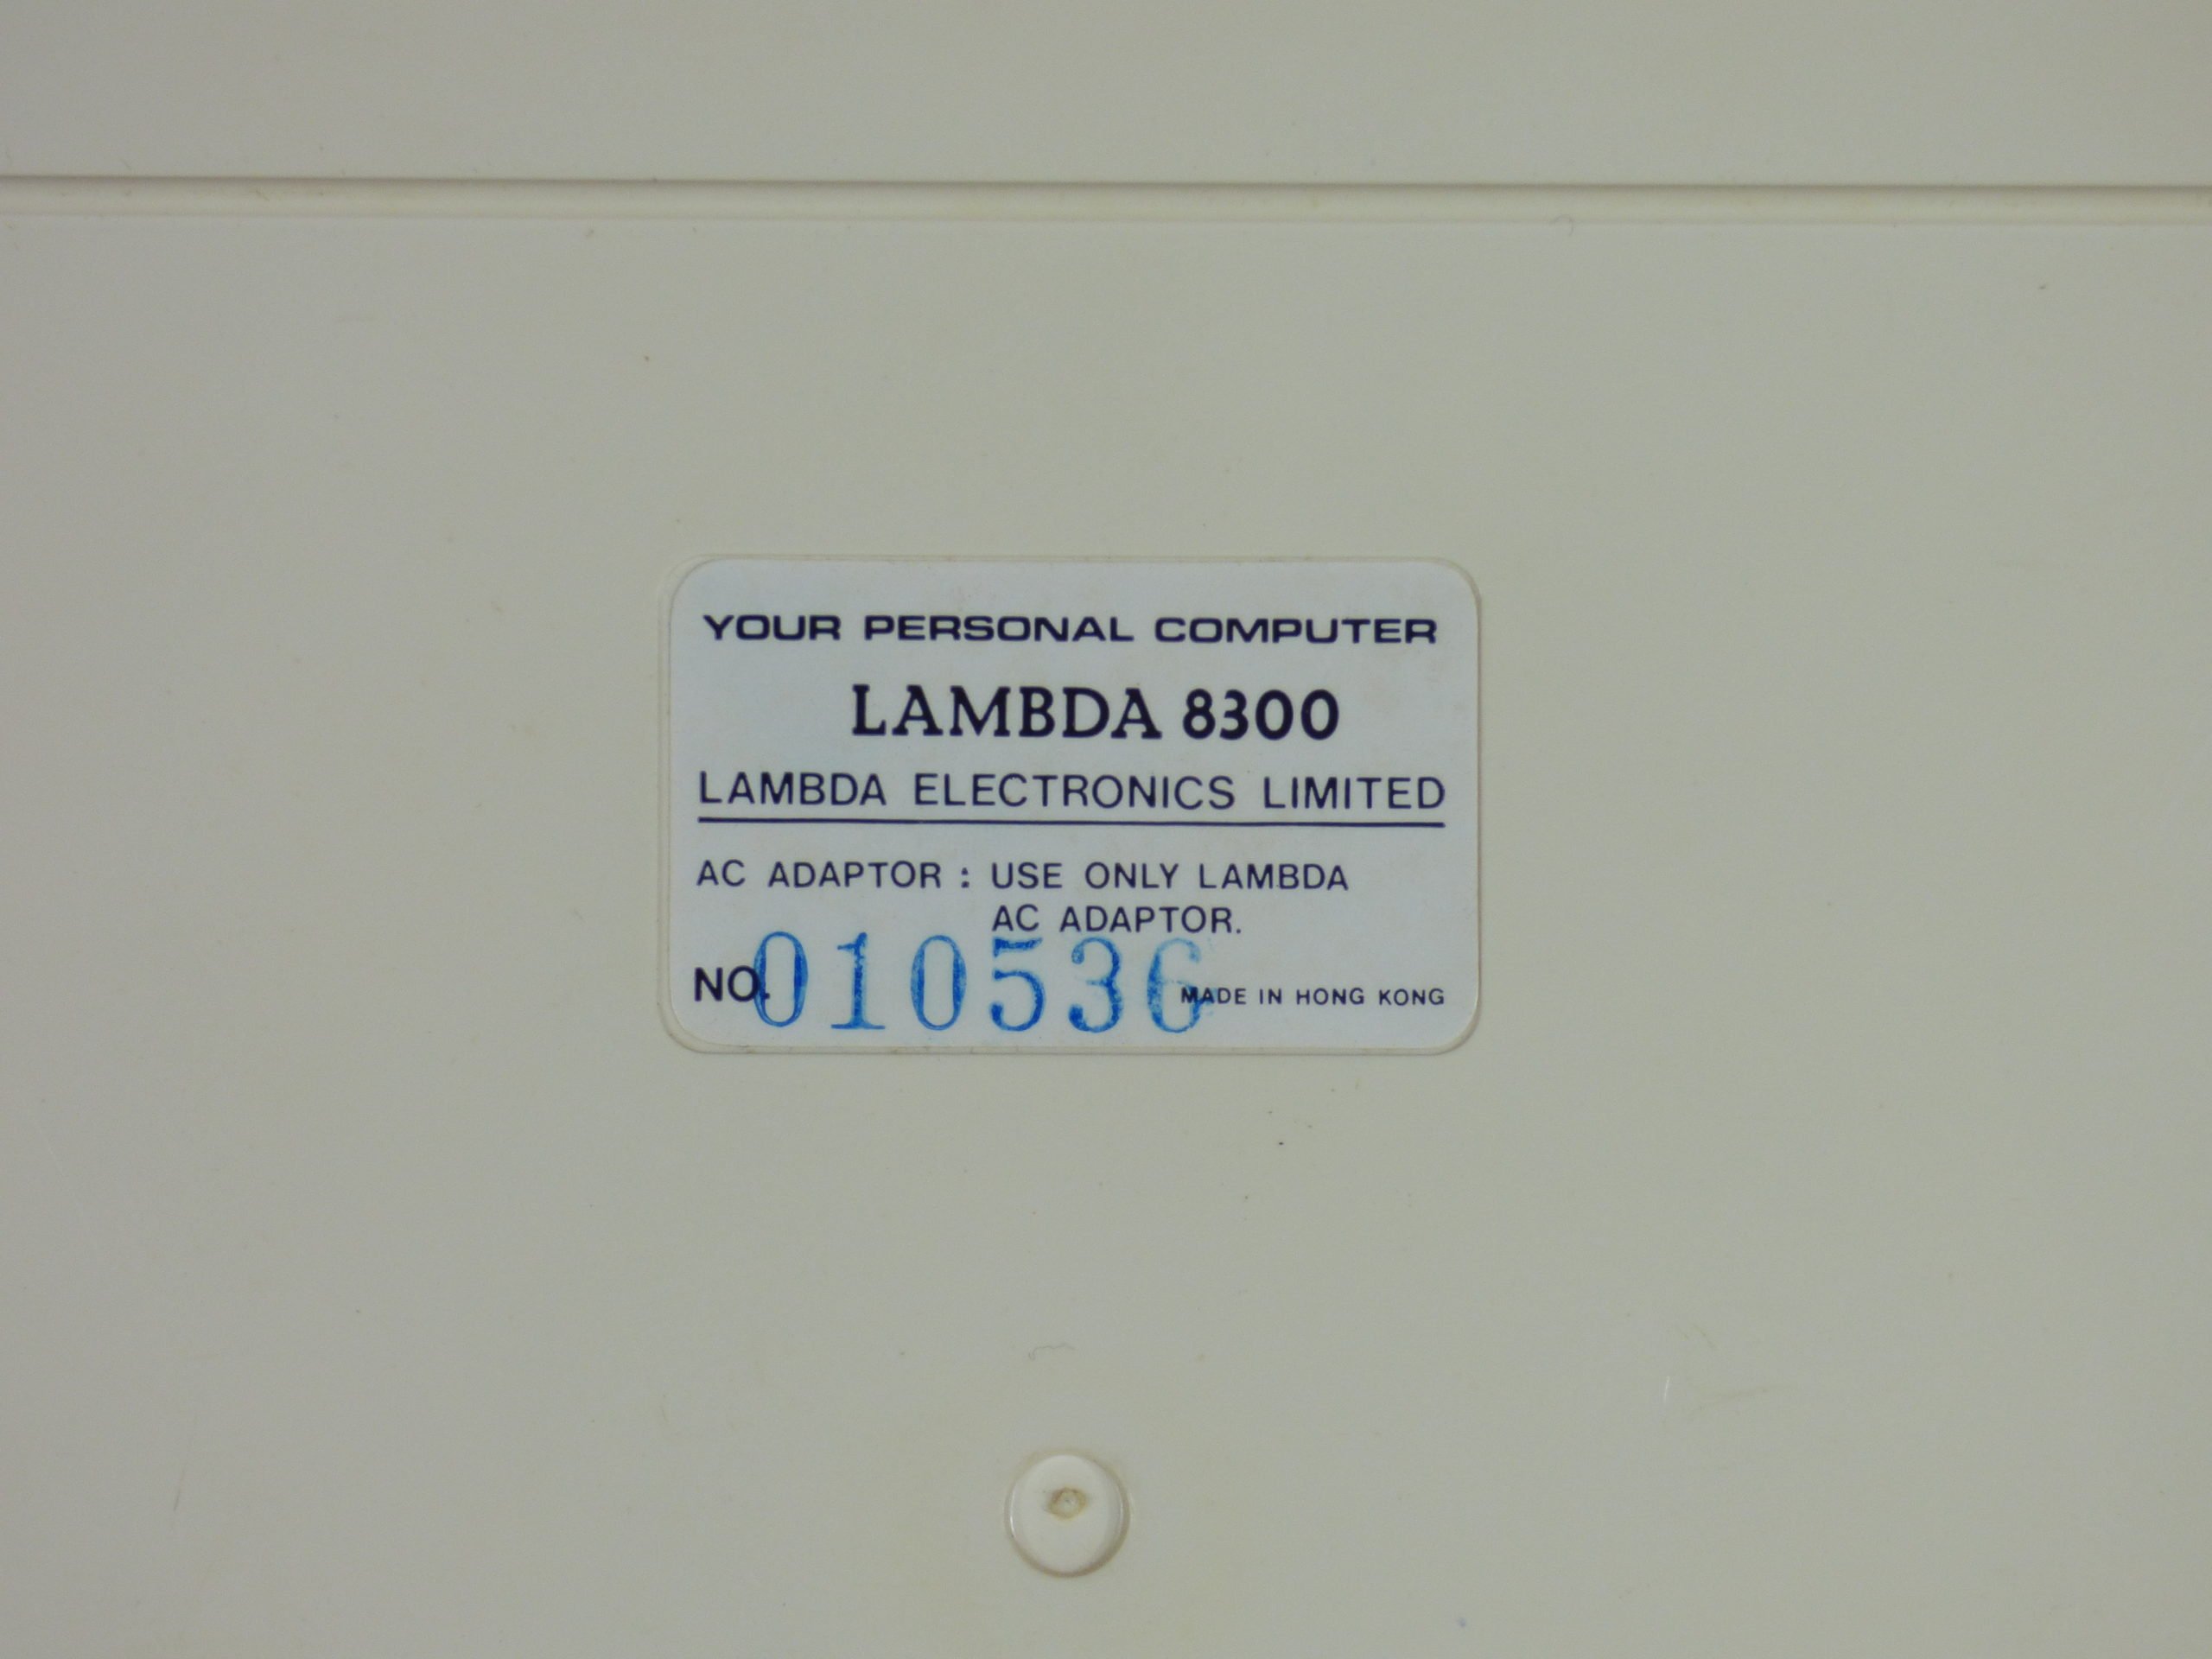 YOUR PERSONAL COMPUTER
LAMBDA 8300
LAMBDA ELECTRONICS LIMITED
AC ADAPTOR : USE ONLY LAMBDA
AC ADAPTOR.
NO. 010536 MADE IN HONG KONG